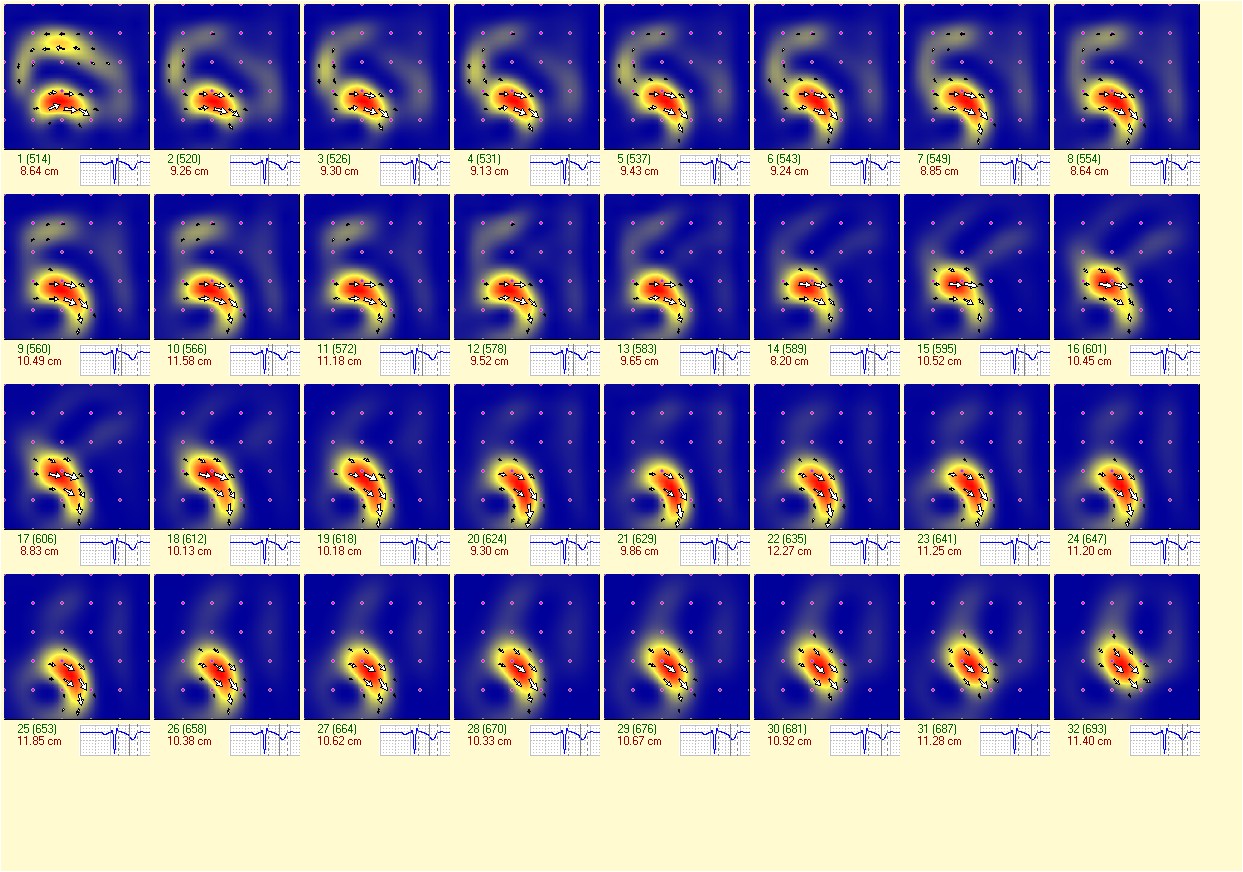 1 (514) 2 (520) 3 (526) 4 (531) 5 (537) 6 (543) 7 (549) 8 (554)
8.64 cm 9.26 cm 9.30 cm 9.13 cm 9.43 cm 9.24 cm 8.85 cm 8.64 cm
9 (560) 10 (566) 11 (572) 12 (578) 13 (583) 14 (589) 15 (595) 16 (601)
10.49 cm 11.58 cm 11.18 cm 9.52 cm 9.65 cm 8.20 cm 10.52 cm 10.45 cm
17 (606) 18 (612) 19 (618) 20 (624) 21 (629) 22 (635) 23 (641) 24 (647)
8.83 cm 10.13 cm 10.18 cm 9.30 cm 9.86 cm 12.27 cm 11.25 cm 11.20 cm
25 (653) 26 (658) 27 (664) 28 (670) 29 (676) 30 (681) 31 (687) 32 (693)
11.85 cm 10.38 cm 10.62 cm 10.33 cm 10.67 cm 10.92 cm 11.28 cm 11.40 cm